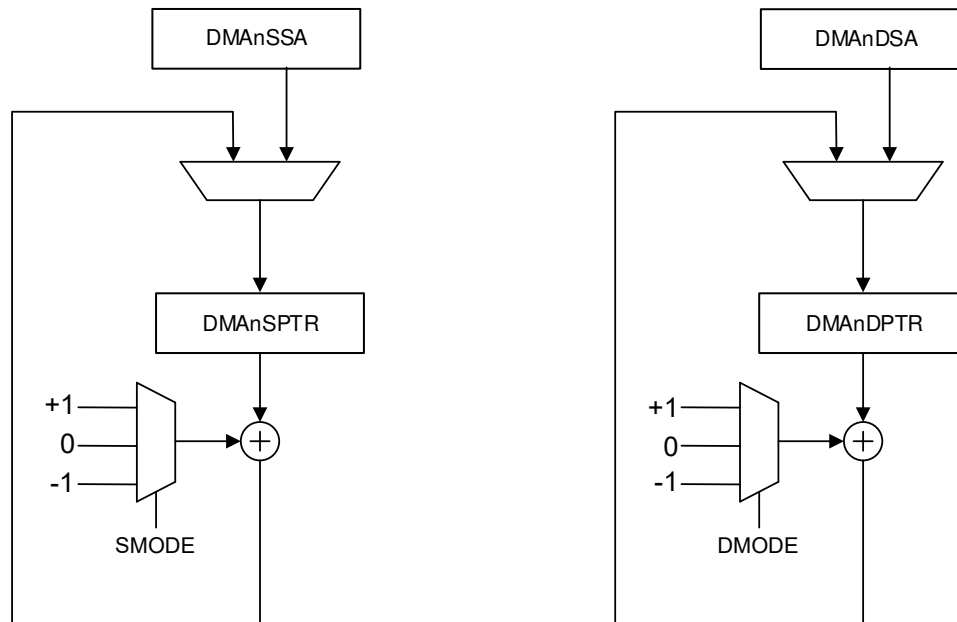 DMAnSSA
DMAnSPTR
+1
0
-1
SMODE
DMAnDSA
DMAnDPTR
+1
0
-1
DMODE